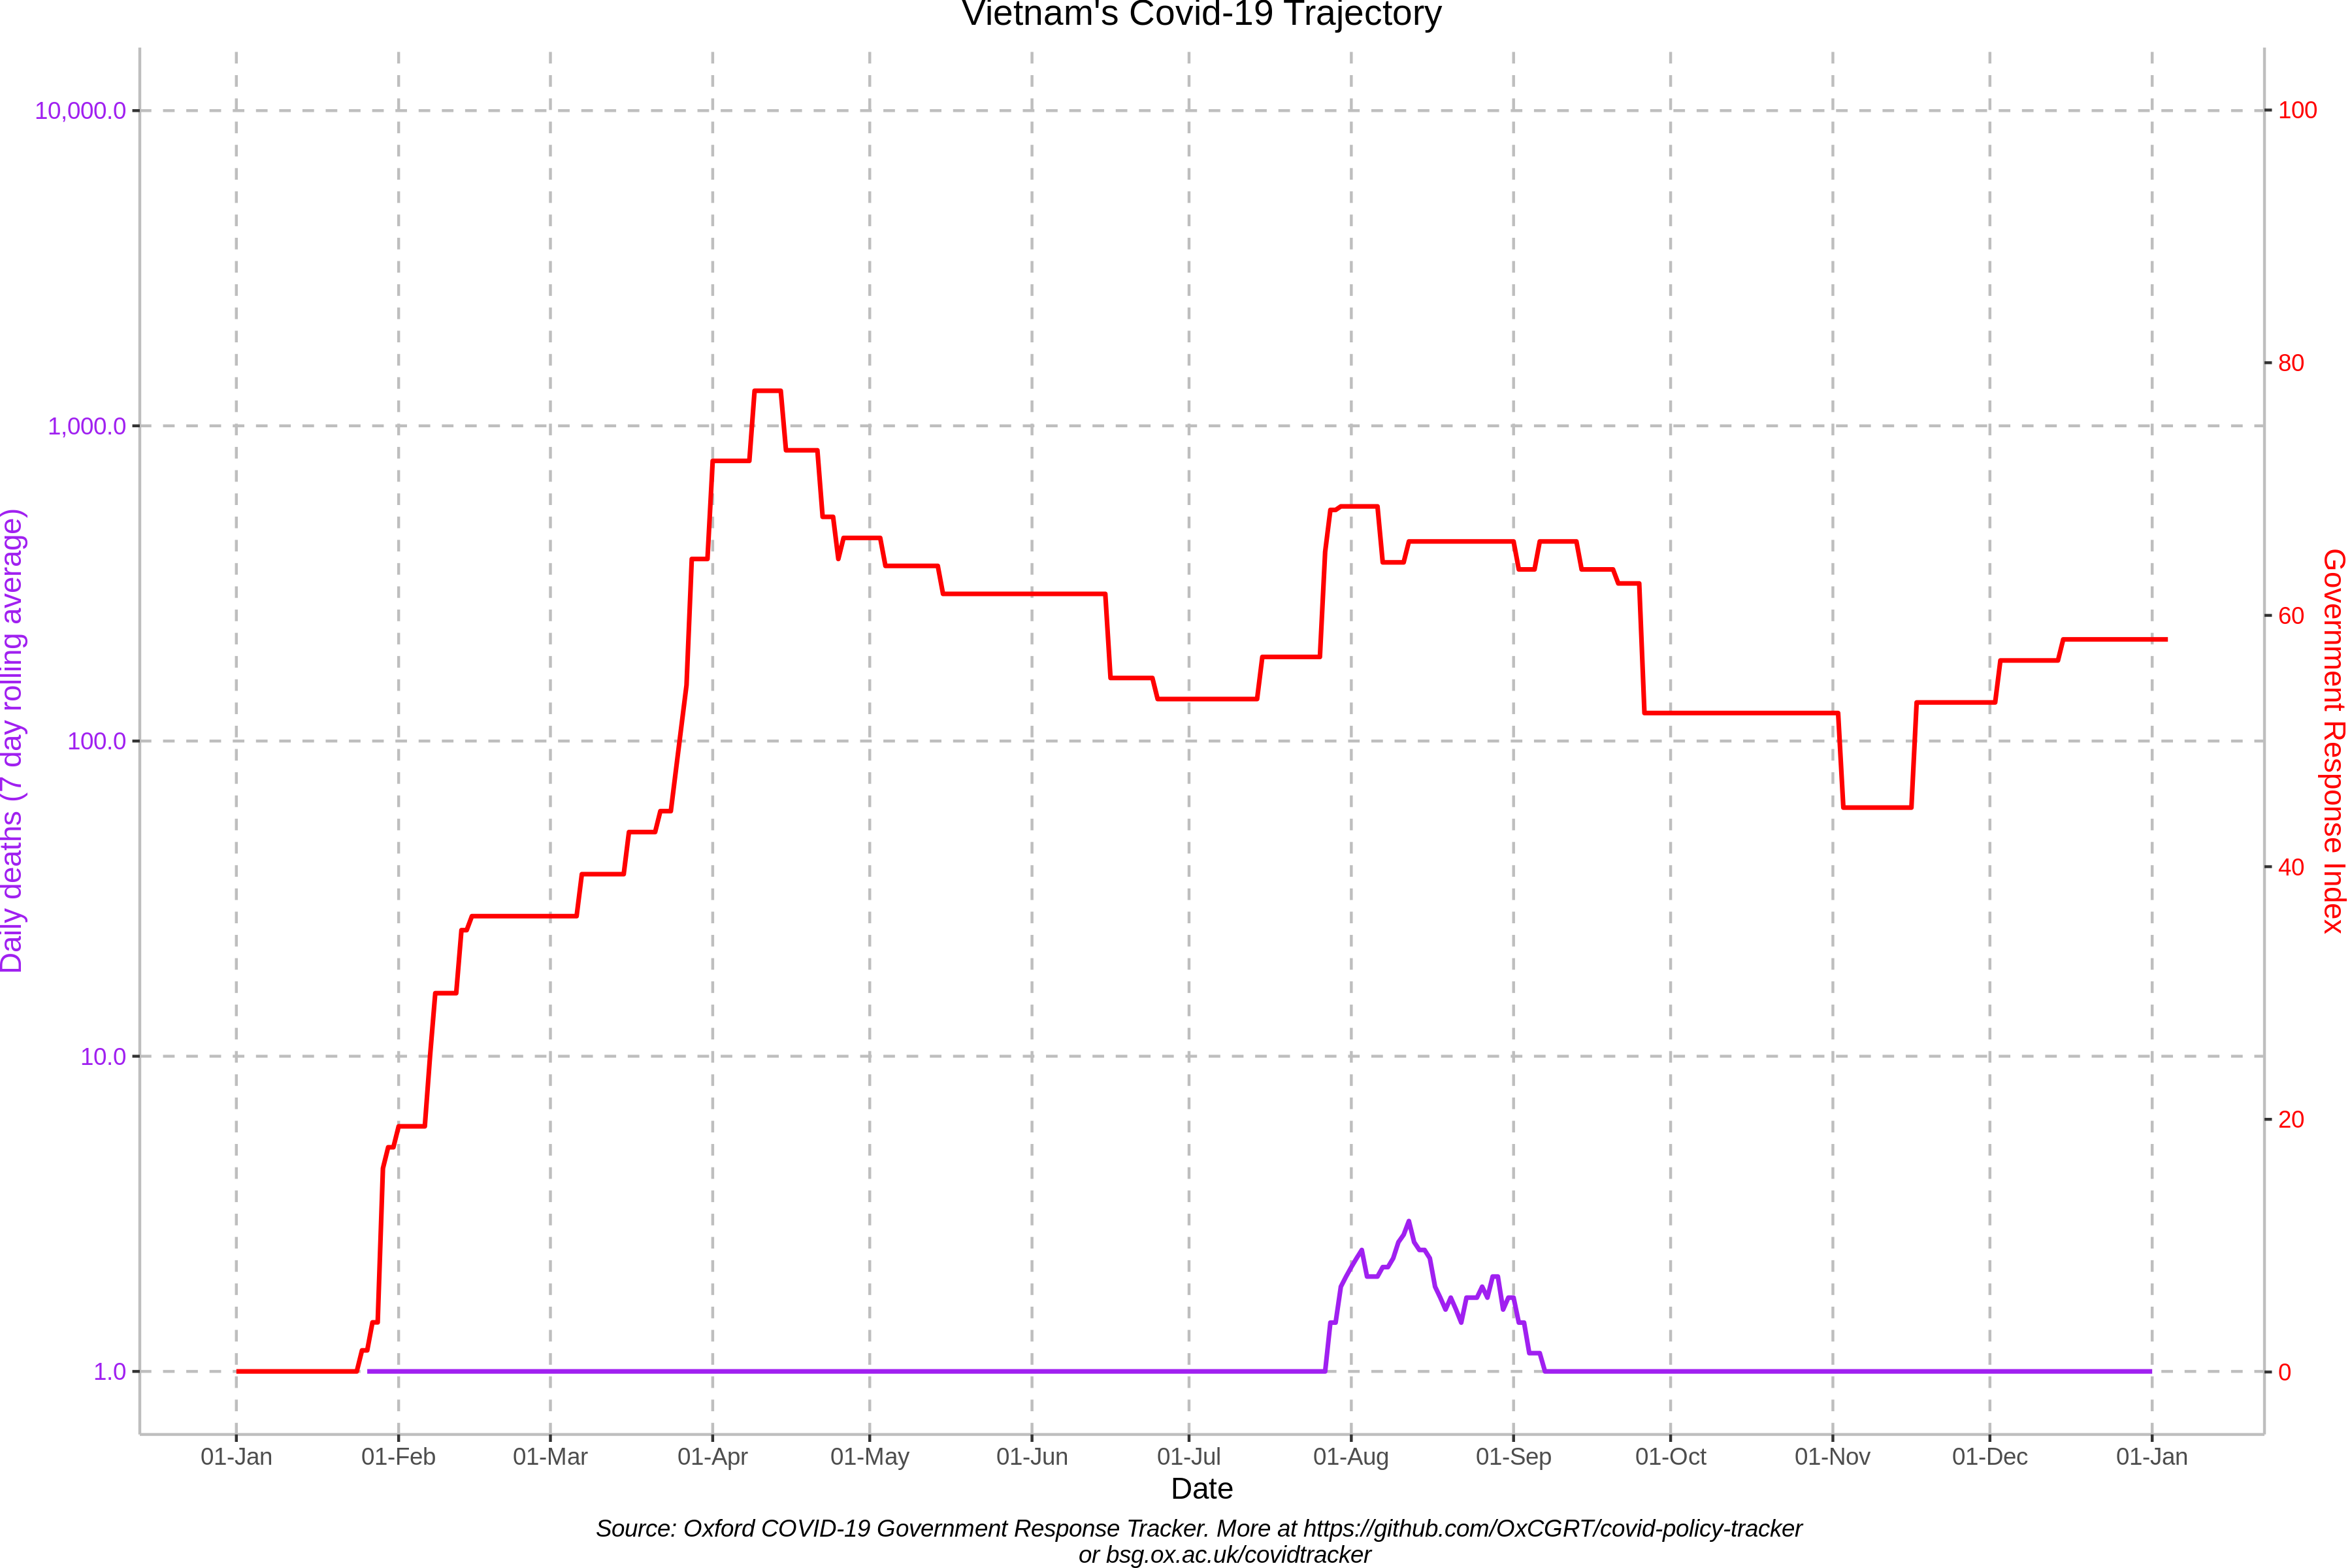 Vietnam's Covid-19 Trajectory
10,000.0
1,000.0
100.0
10.0
1.0
Daily deaths (7 day rolling average)
100
80
60
40
20
0
Government Response Index
01-Jan 01-Feb 01-Mar 01-Apr 01-May 01-Jun 01-Jul 01-Aug 01-Sep 01-Oct 01-Nov 01-Dec 01-Jan
Date
Source: Oxford COVID-19 Government Response Tracker. More at https://github.com/OxCGRT/covid-policy-tracker
or bsg.ox.ac.uk/covidtracker